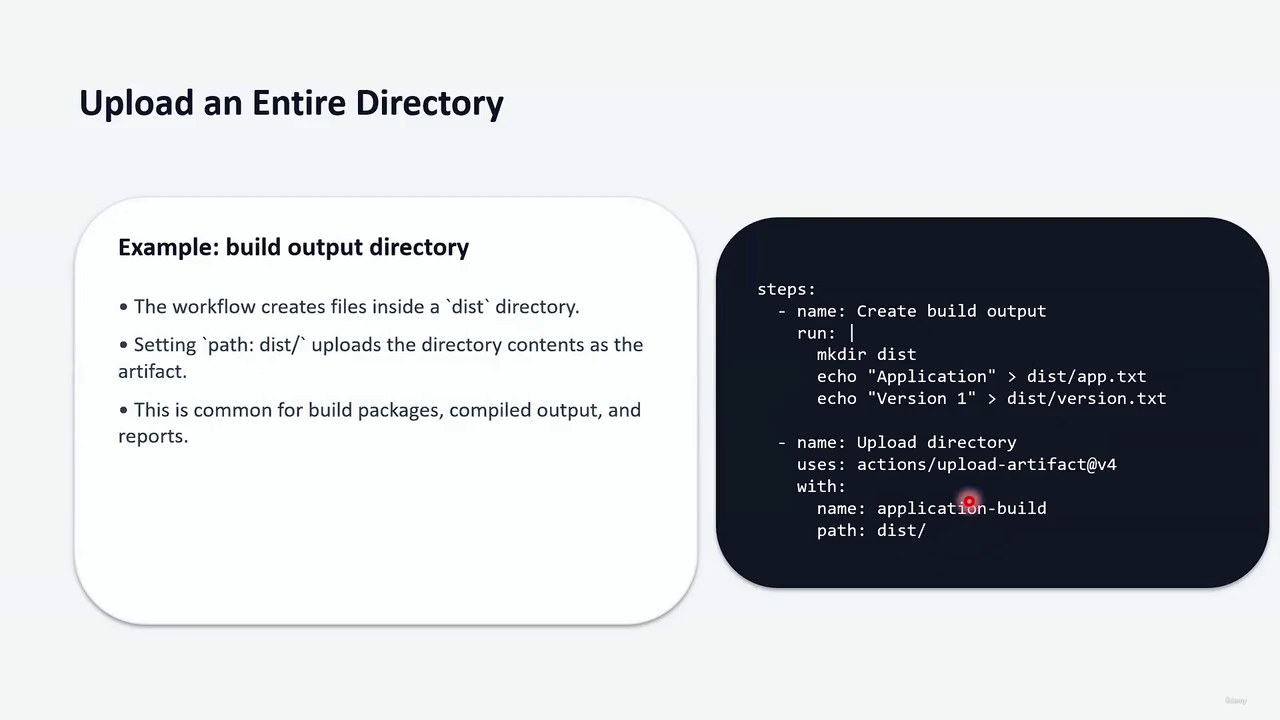 Upload an Entire Directory
Example: build output directory
• The workflow creates files inside a `dist` directory.
• Setting `path: dist/` uploads the directory contents as the
artifact.
• This is common for build packages, compiled output, and
reports.
steps:
  - name: Create build output
    run: |
      mkdir dist
      echo "Application" > dist/app.txt
      echo "Version 1" > dist/version.txt
  - name: Upload directory
    uses: actions/upload-artifact@v4
    with:
      name: application-build
      path: dist/